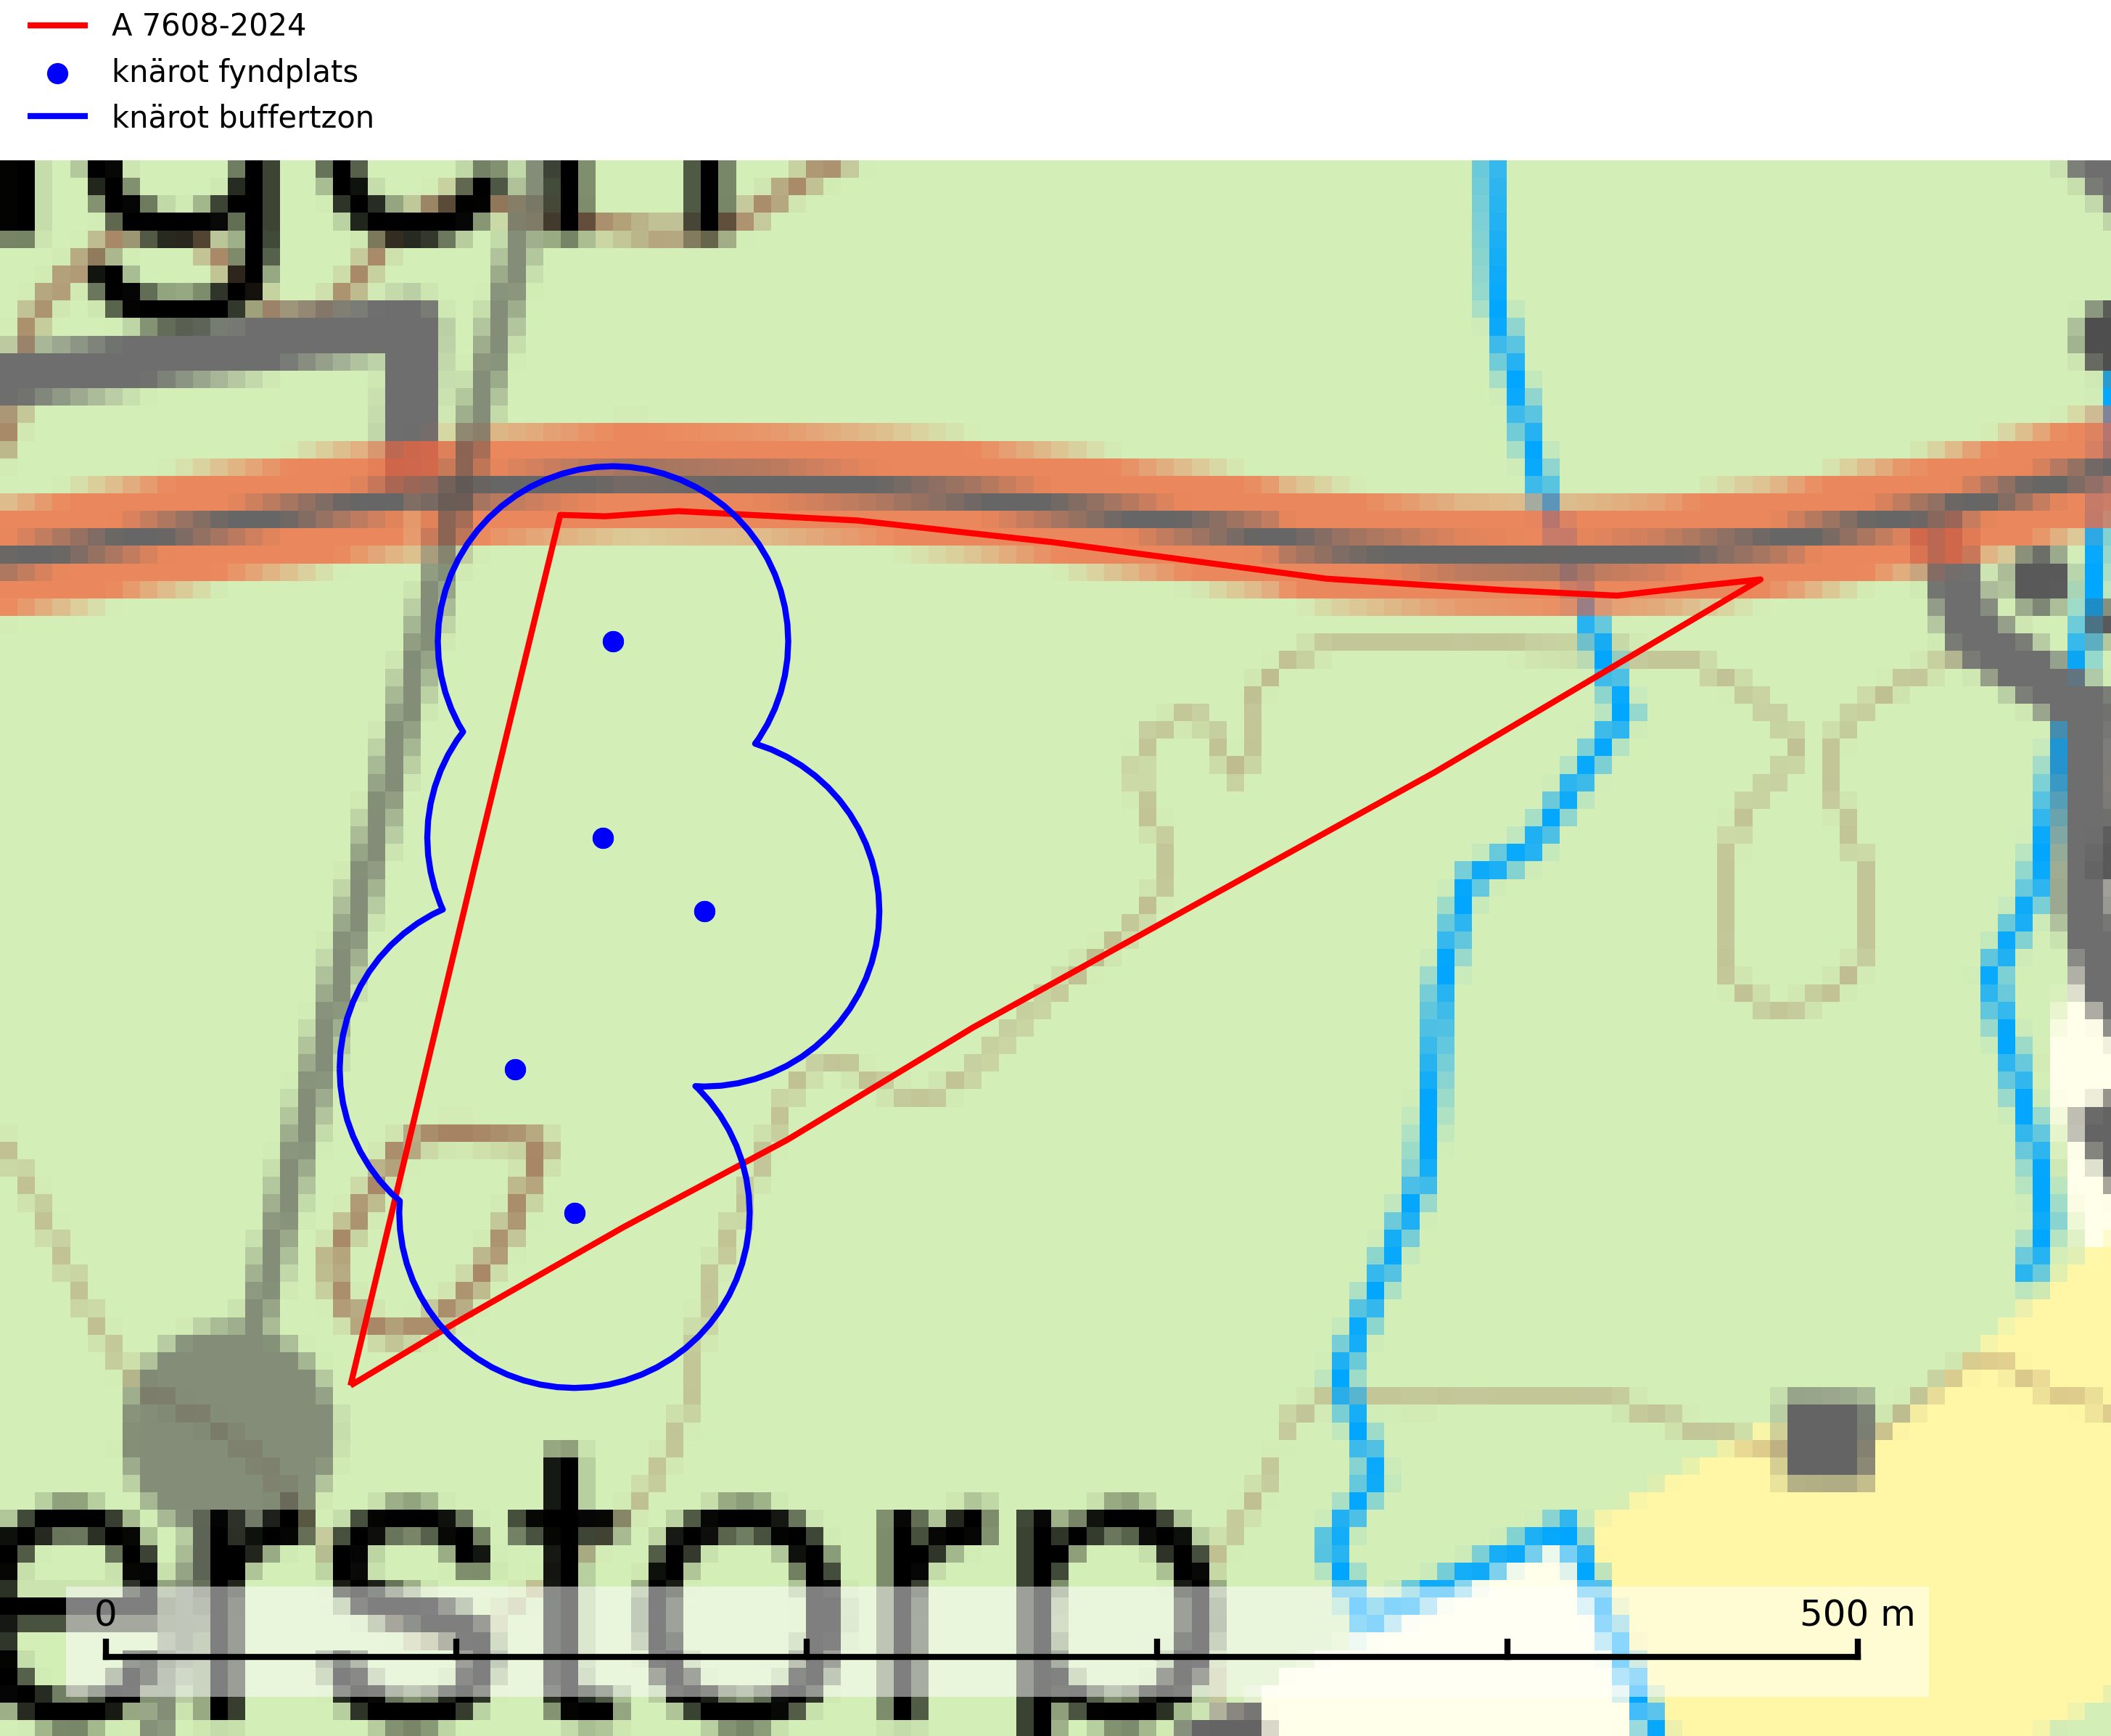 A 7608-2024
knärot fyndplats
knärot buffertzon
erstorp
0 500 m